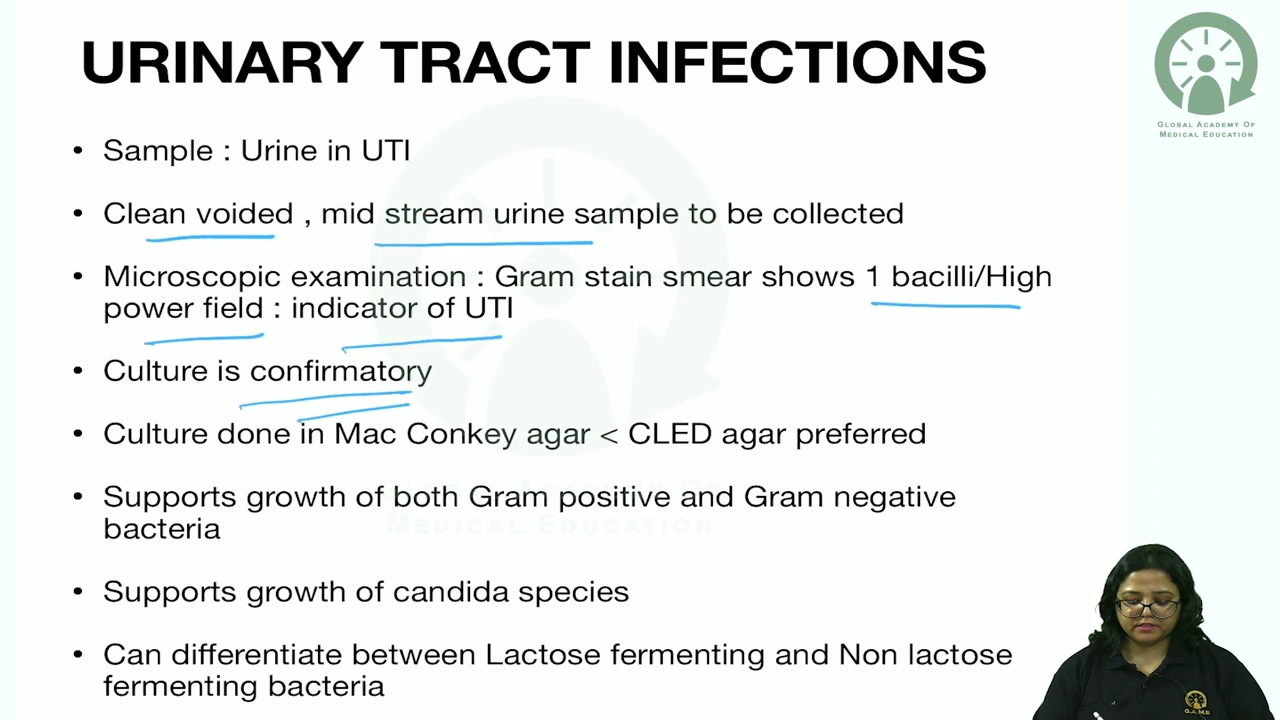 URINARY TRACT INFECTIONS
GLOBAL ACADEMY OF
MEDICAL EDUCATION
• Sample : Urine in UTI
• Clean voided , mid stream urine sample to be collected
• Microscopic examination : Gram stain smear shows 1 bacilli/High
power field : indicator of UTI
• Culture is confirmatory
• Culture done in Mac Conkey agar < CLED agar preferred
• Supports growth of both Gram positive and Gram negative
bacteria
GLOBAL ACADEMY OF
MEDICAL EDUCATION
• Supports growth of candida species
• Can differentiate between Lactose fermenting and Non lactose
fermenting bacteria